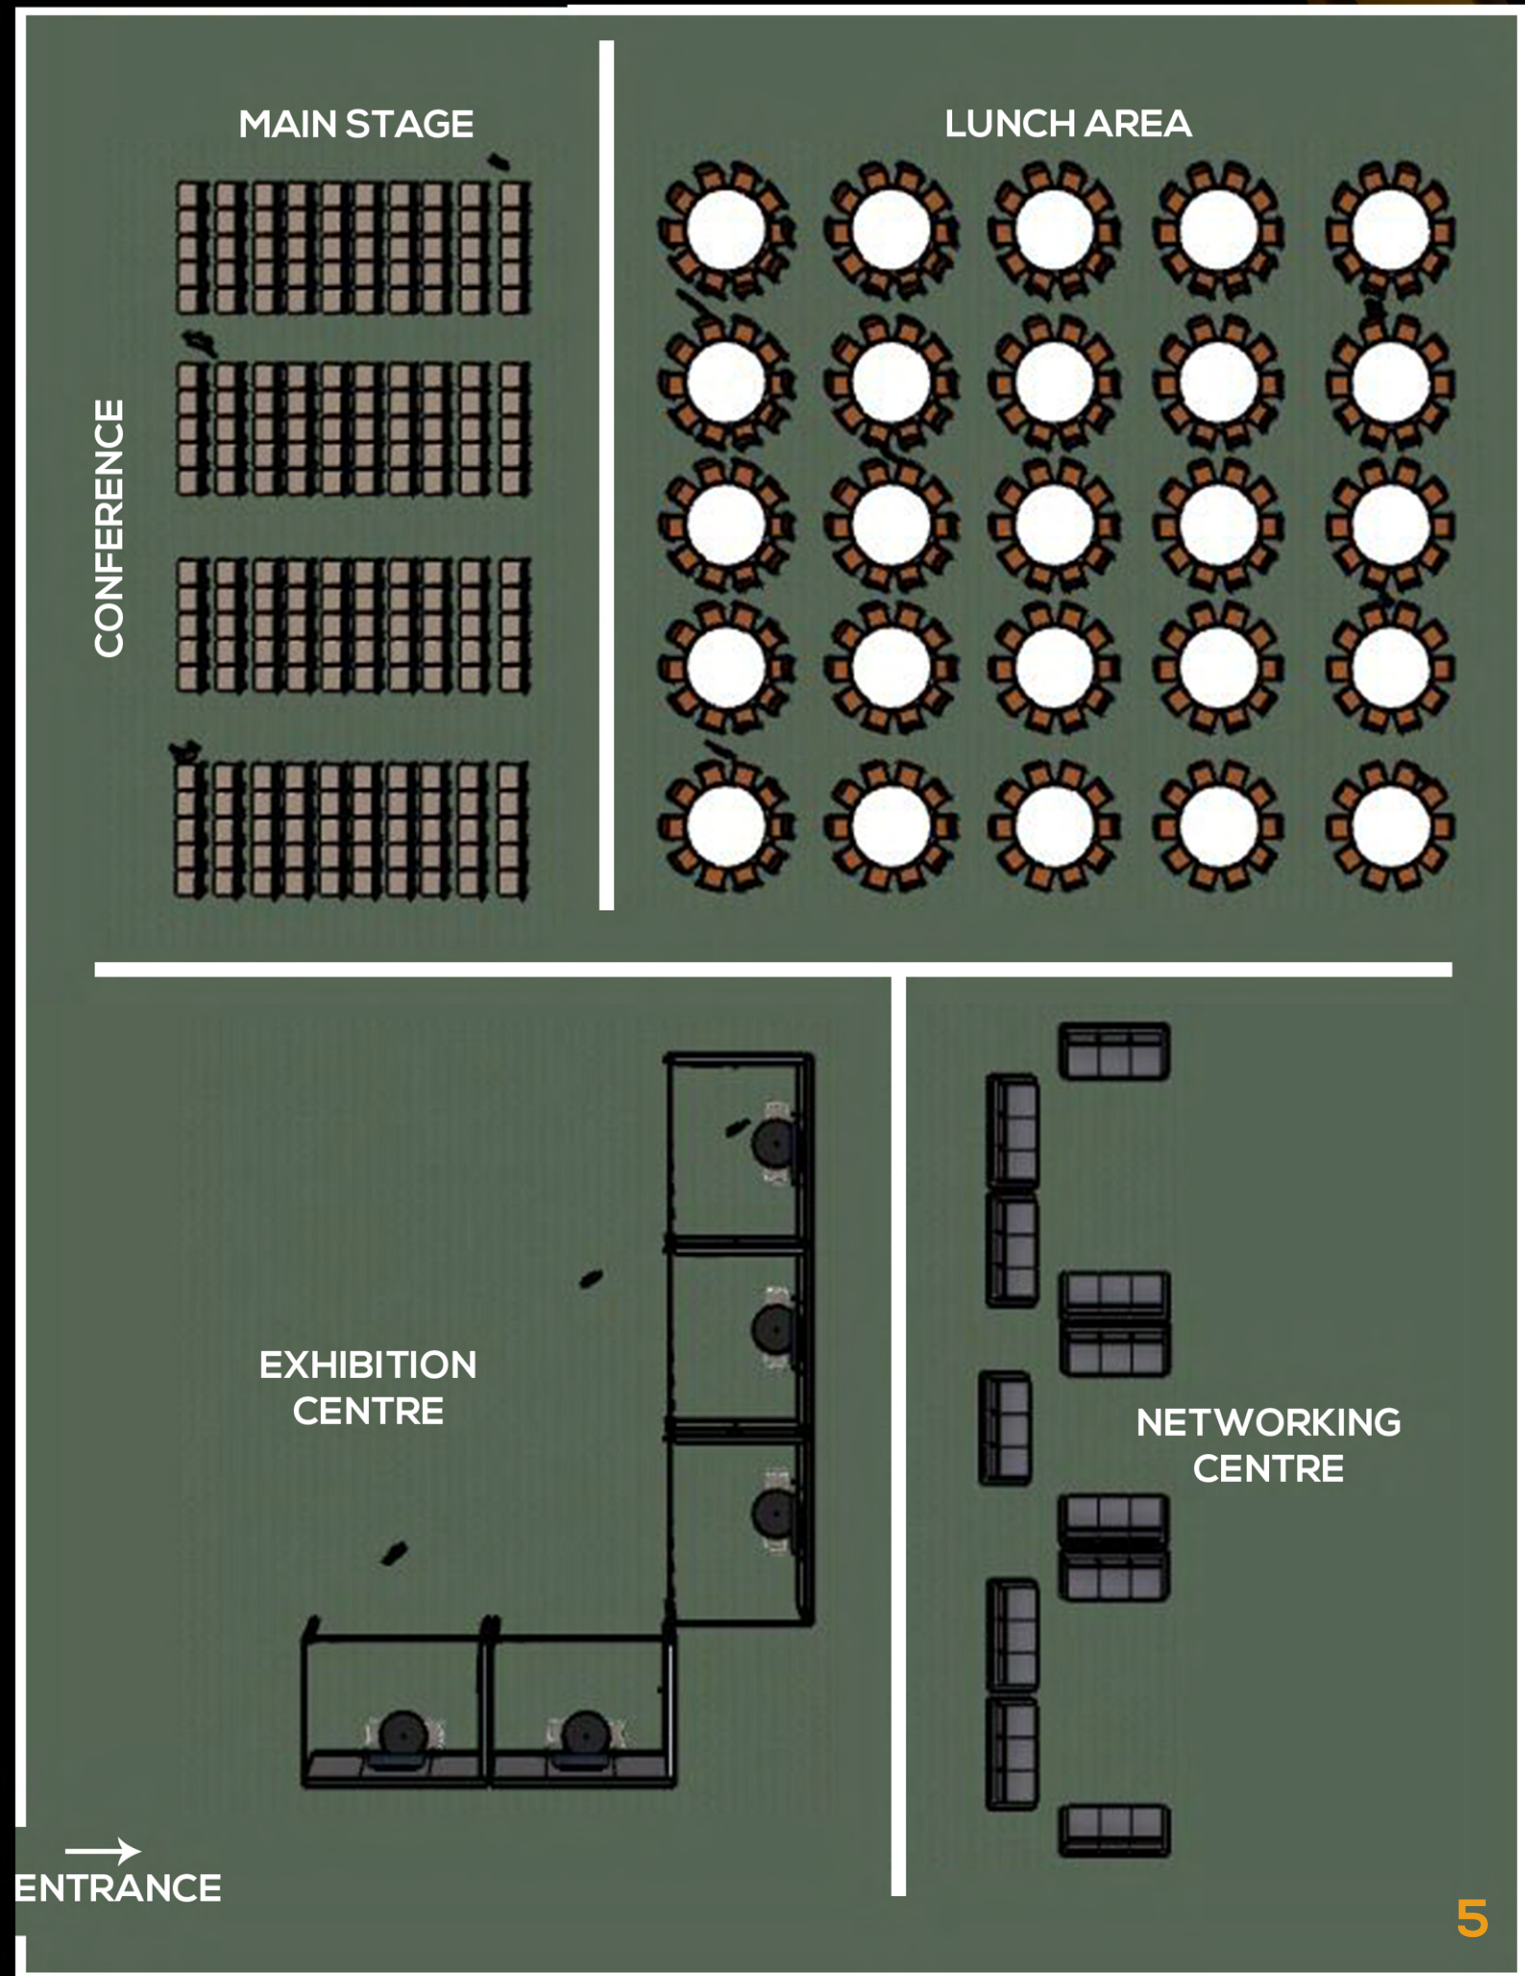 MAIN STAGE
LUNCH AREA
CONFERENCE
EXHIBITION
CENTRE
NETWORKING
CENTRE
ENTRANCE
5